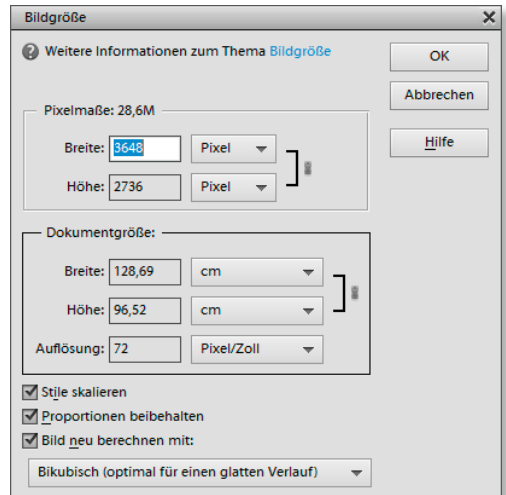 Bildgröße
Weitere Informationen zum Thema Bildgröße
OK
Abbrechen
Hilfe
Pixelmaße: 28,6M
Breite: 3648 Pixel
Höhe: 2736 Pixel
Dokumentgröße:
Breite: 128,69 cm
Höhe: 96,52 cm
Auflösung: 72 Pixel/Zoll
Stile skalieren
Proportionen beibehalten
Bild neu berechnen mit:
Bikubisch (optimal für einen glatten Verlauf)